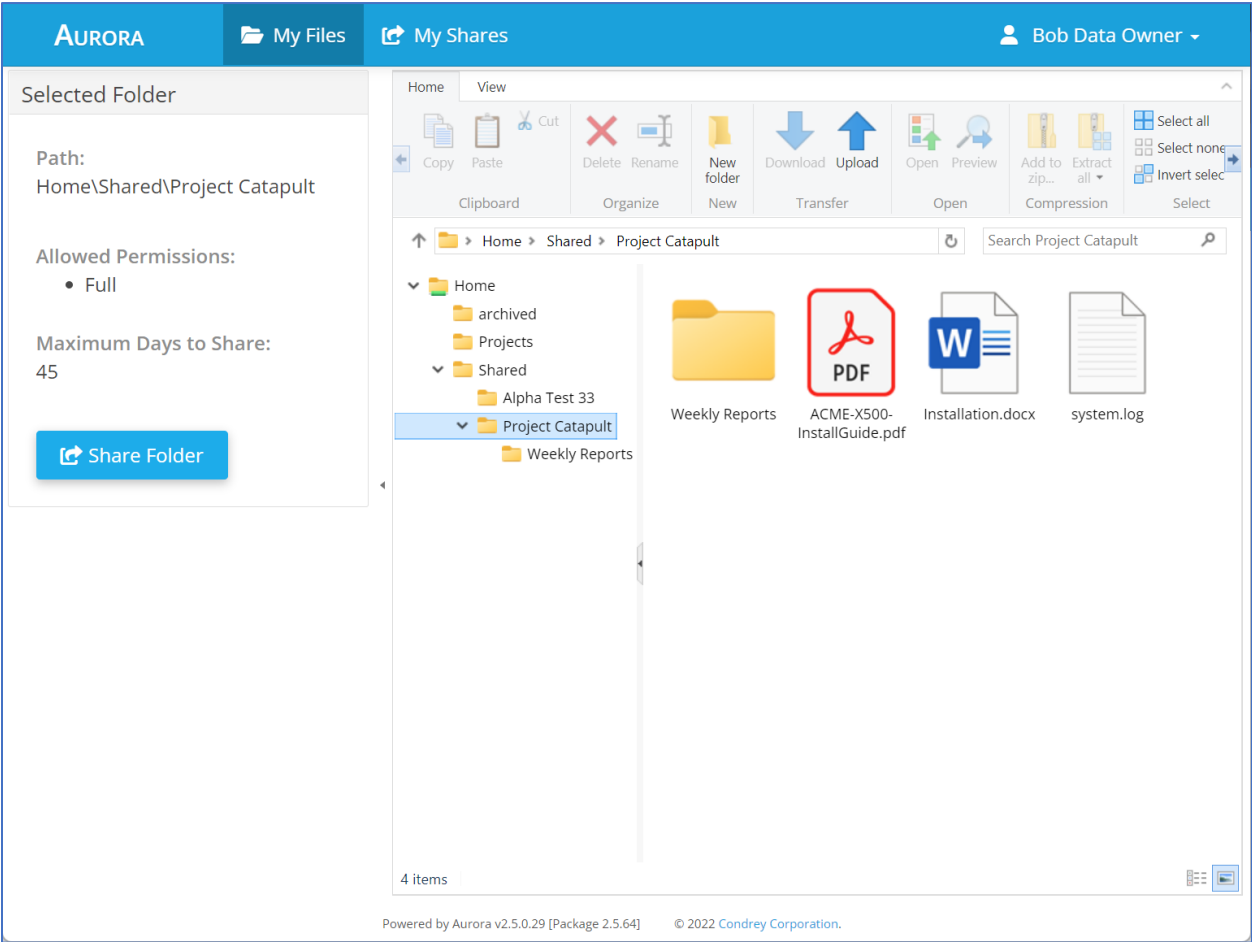 AURORA
My Files
My Shares
Bob Data Owner
Selected Folder
Path:
Home\Shared\Project Catapult
Allowed Permissions:
Full
Maximum Days to Share:
45
Share Folder
Home View
Copy
Paste
Cut
Clipboard
Delete
Rename
Organize
New
folder
New
Download
Upload
Transfer
Open
Preview
Open
Add to
zip...
Extract
all
Compression
Select all
Select none
Invert selec
Select
Home Shared Project Catapult
Search Project Catapult
Home
archived
Projects
Shared
Alpha Test 33
Project Catapult
Weekly Reports
Weekly Reports
PDF
ACME-X500-
InstallGuide.pdf
W
Installation.docx
system.log
4 items
Powered by Aurora v2.5.0.29 [Package 2.5.64] © 2022 Condrey Corporation.